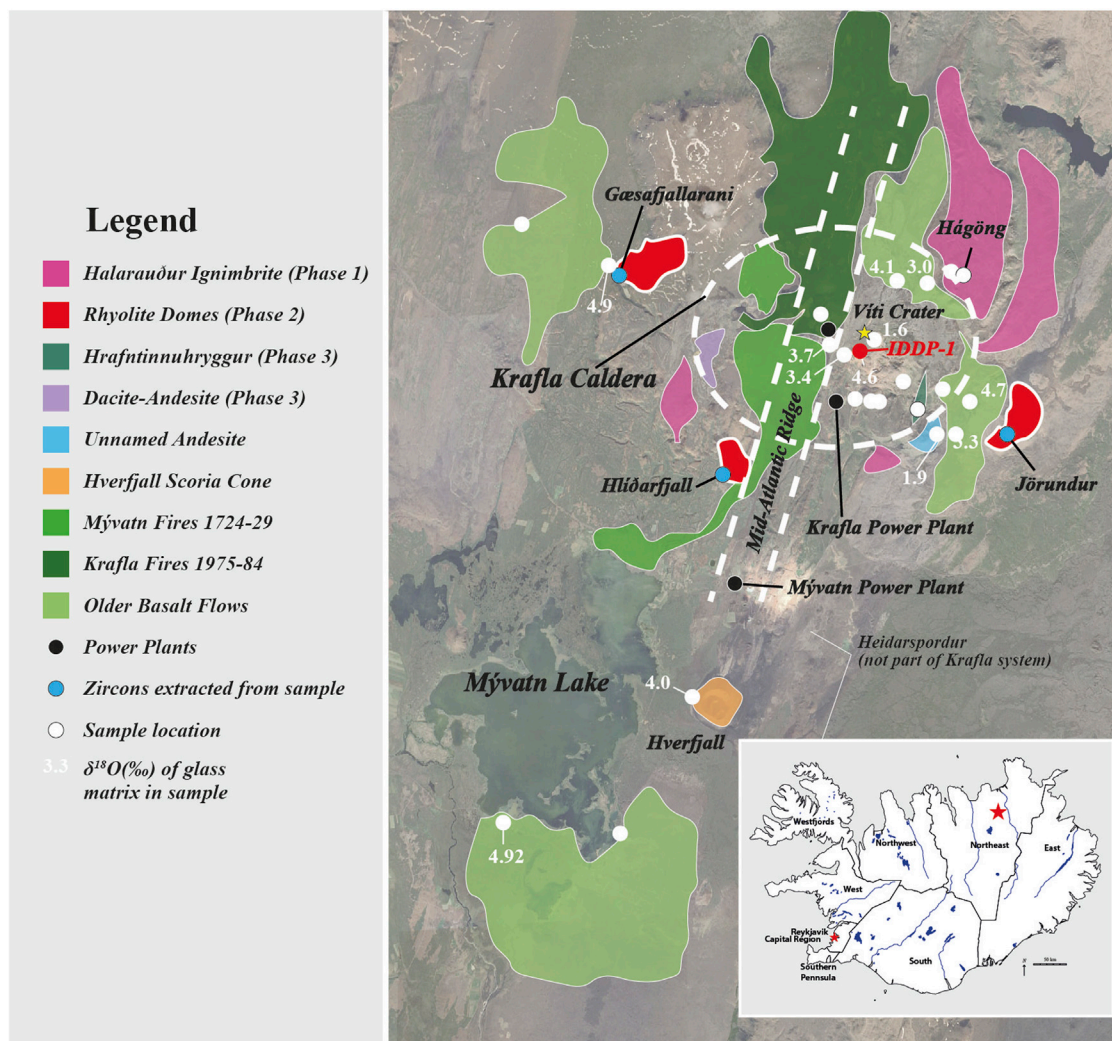 Legend
Halarauður Ignimbrite (Phase 1)
Rhyolite Domes (Phase 2)
Hrafntinnuhryggur (Phase 3)
Dacite-Andesite (Phase 3)
Unnamed Andesite
Hverfjall Scoria Cone
Mývatn Fires 1724-29
Krafla Fires 1975-84
Older Basalt Flows
Power Plants
Zircons extracted from sample
Sample location
3.3 δ¹⁸O(‰) of glass
matrix in sample
Gæsafjallarani
4.9
Hágöng
4.1
3.0
Víti Crater
1.6
IDDP-1
3.7
3.4
4.6
Krafla Caldera
4.7
3.3
1.9
Jörundur
Hlíðarfjall
Mid-Atlantic Ridge
Krafla Power Plant
Mývatn Power Plant
Heidarspordur
(not part of Krafla system)
Mývatn Lake
4.0
Hverfjall
4.92
Westfjords
Northwest
Northeast
East
West
Reykjavik
Capital Region
Southern
Pennsula
South
N
50 km